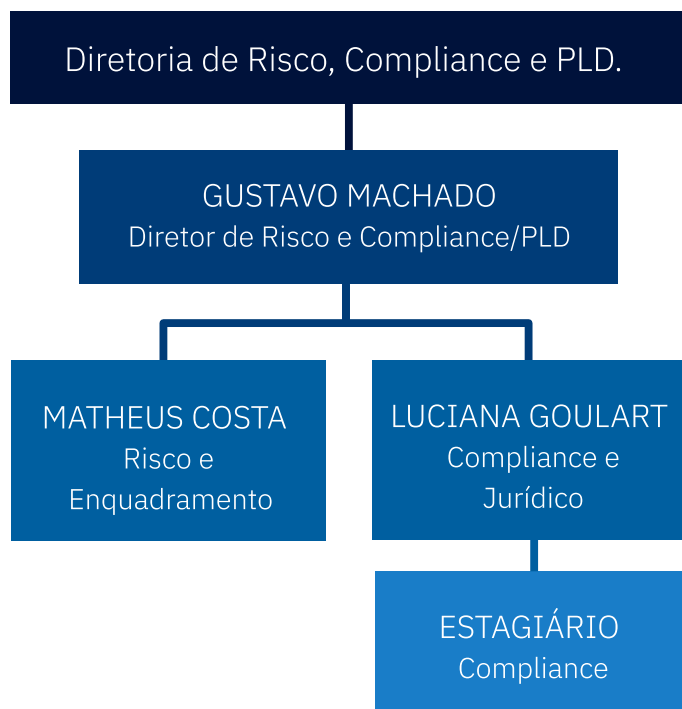 Diretoria de Risco, Compliance e PLD.
GUSTAVO MACHADO
Diretor de Risco e Compliance/PLD
MATHEUS COSTA
Risco e
Enquadramento
LUCIANA GOULART
Compliance e
Jurídico
ESTAGIÁRIO
Compliance